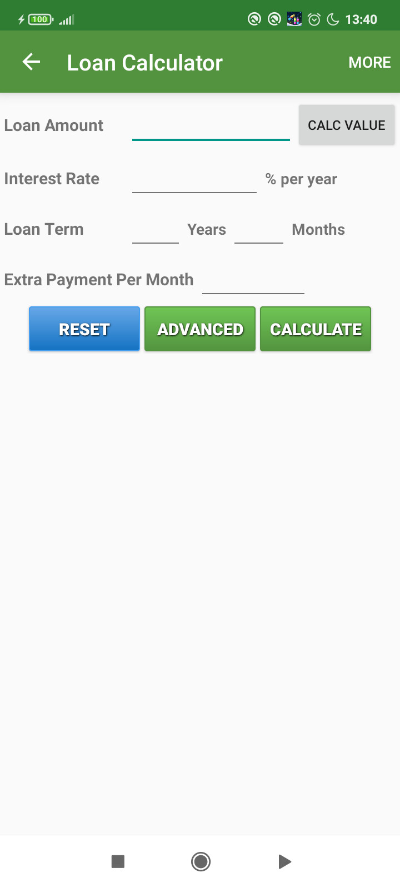 100 13:40
Loan Calculator MORE
Loan Amount CALC VALUE
Interest Rate % per year
Loan Term Years Months
Extra Payment Per Month
RESET ADVANCED CALCULATE